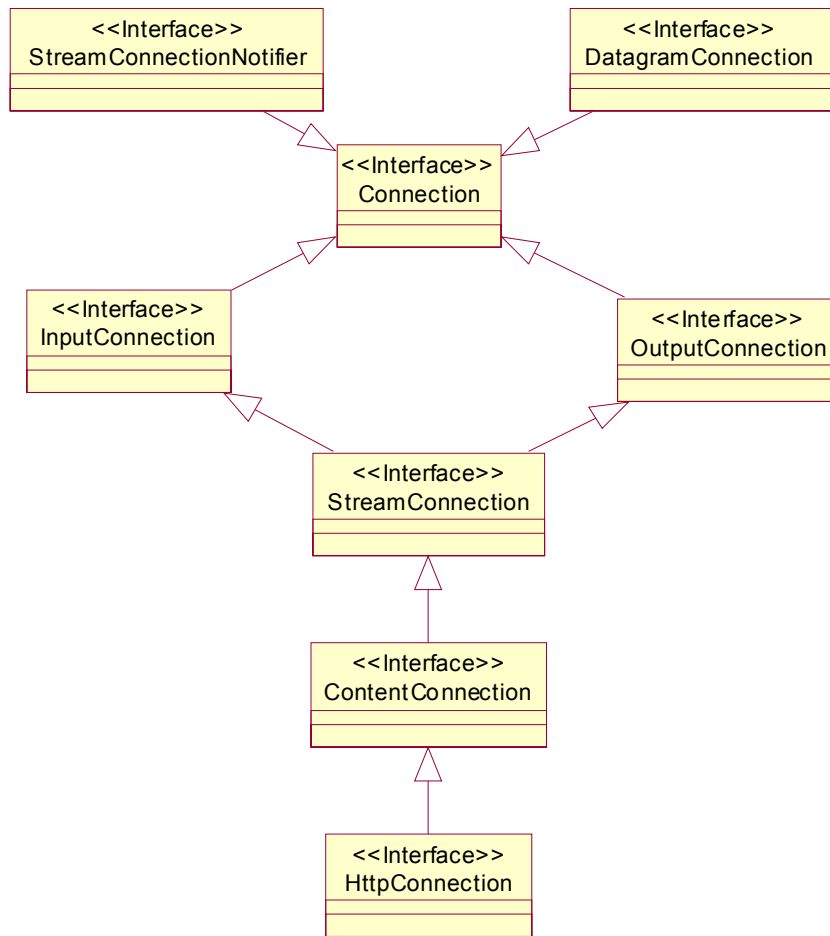 <<Interface>>
StreamConnectionNotifier
<<Interface>>
DatagramConnection
<<Interface>>
Connection
<<Interface>>
InputConnection
<<Interface>>
OutputConnection
<<Interface>>
StreamConnection
<<Interface>>
ContentConnection
<<Interface>>
HttpConnection